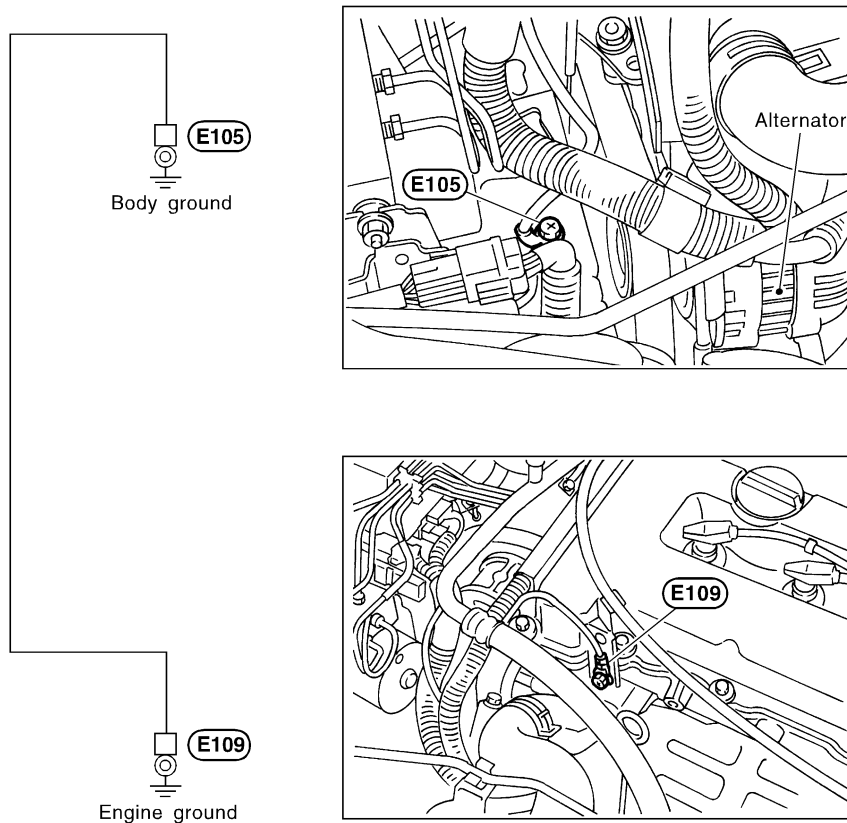 E105
Body ground
E105
Alternator
E109
E109
Engine ground